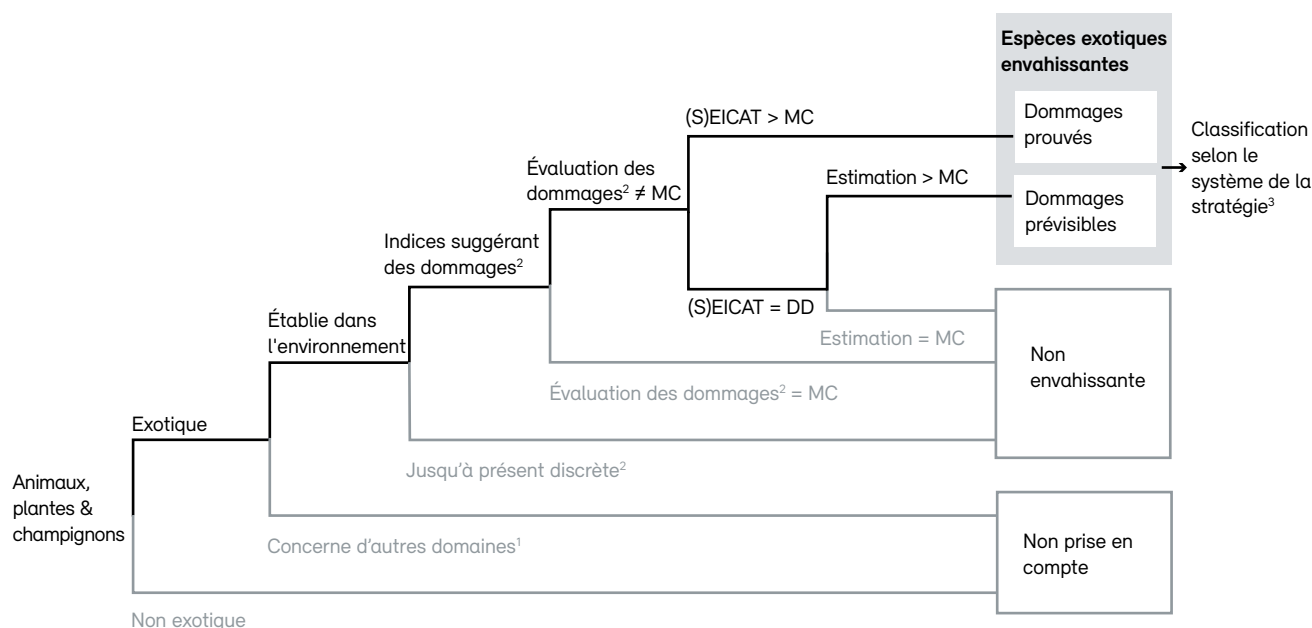 Espèces exotiques
envahissantes
(S)EICAT > MC
Dommages
prouvés
Classification
selon le
système de la
stratégie³
Évaluation des
dommages² ≠ MC
Estimation > MC
Dommages
prévisibles
Indices suggérant
des dommages²
(S)EICAT = DD
Établie dans
l'environnement
Estimation = MC
Non
envahissante
Évaluation des dommages² = MC
Exotique
Jusqu'à présent discrète²
Animaux,
plantes &
champignons
Concerne d'autres domaines¹
Non prise en
compte
Non exotique